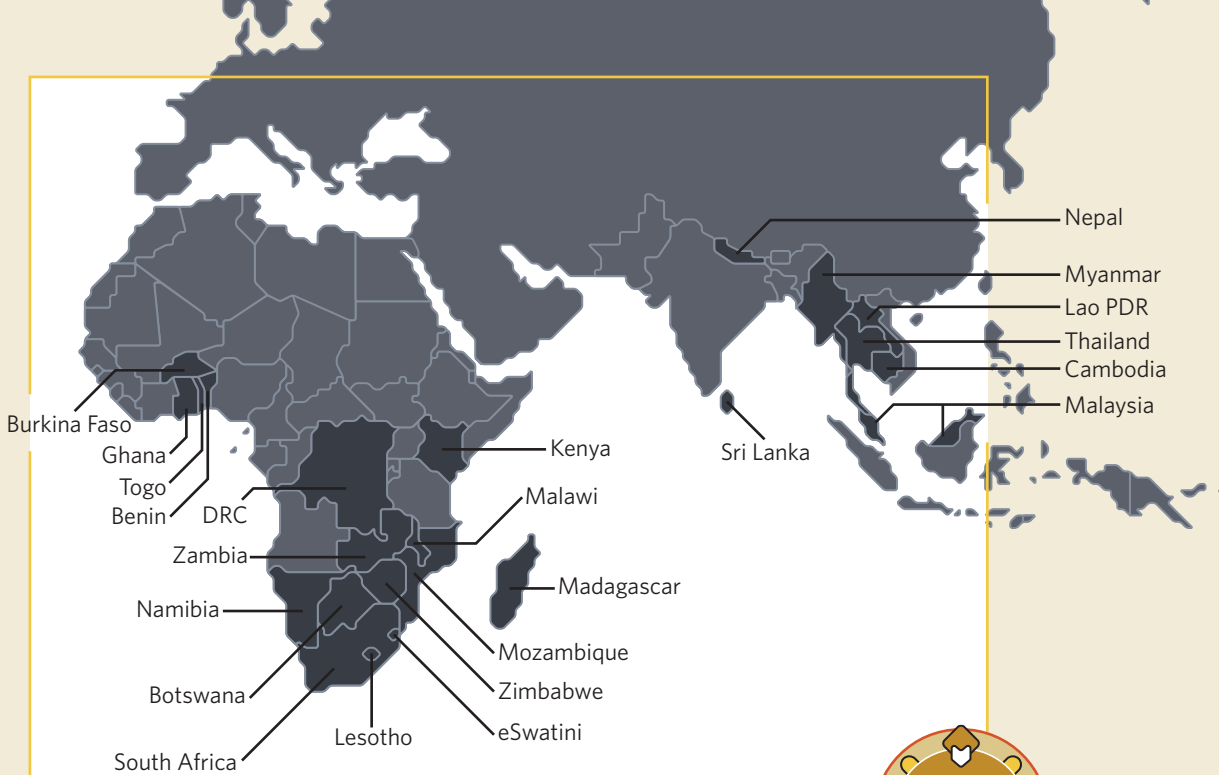 Nepal
Myanmar
Lao PDR
Thailand
Cambodia
Malaysia
Burkina Faso
Ghana
Togo
Benin
DRC
Kenya
Sri Lanka
Malawi
Zambia
Madagascar
Namibia
Mozambique
Botswana
Zimbabwe
Lesotho
eSwatini
South Africa